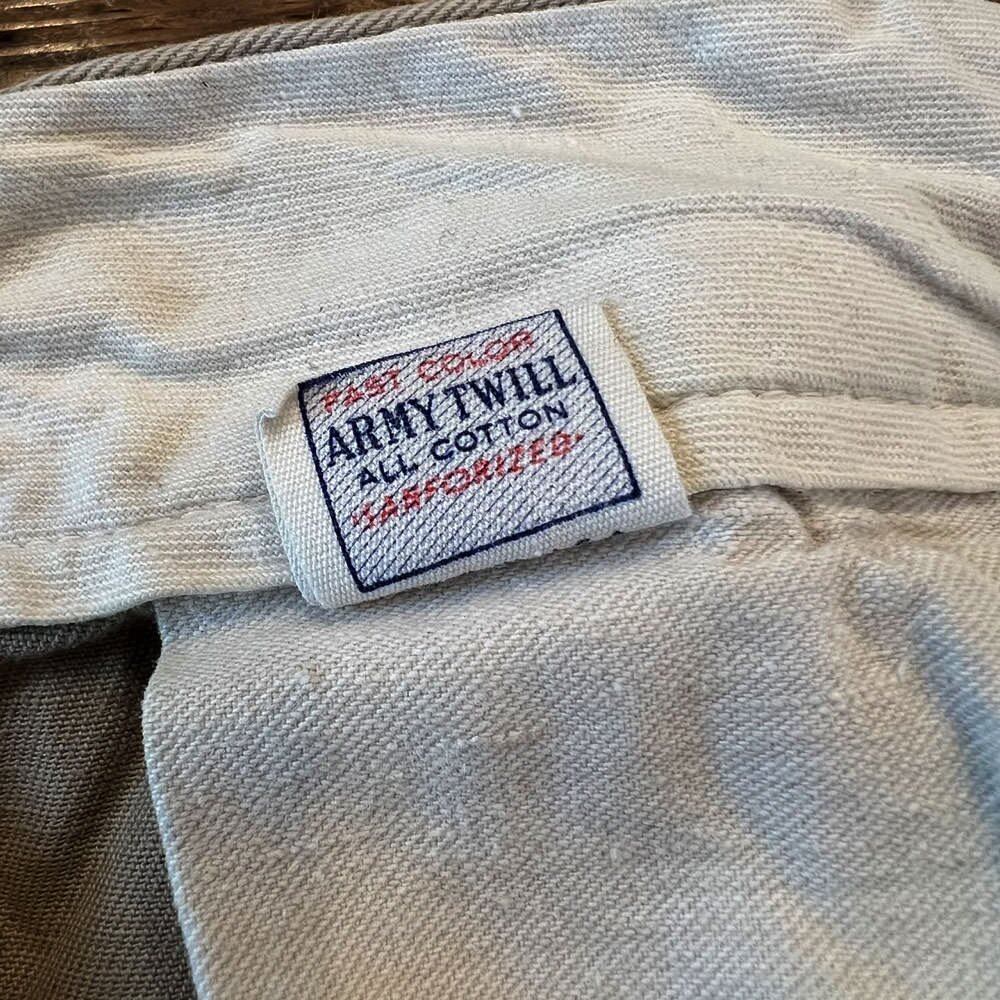 FAST COLOR
ARMY TWILL
ALL COTTON
SANFORIZED.